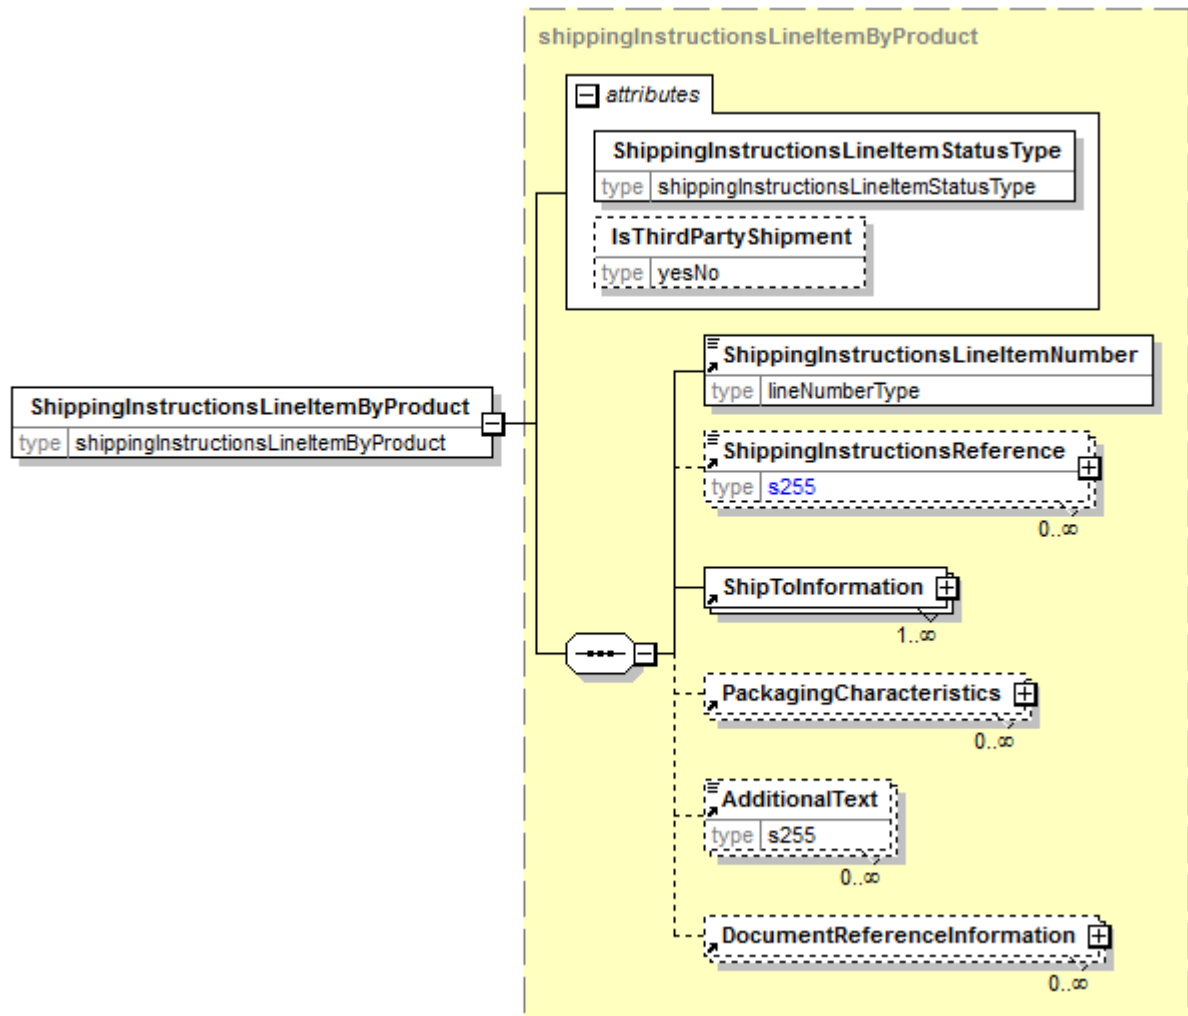 shippingInstructionsLineItemByProduct
attributes
ShippingInstructionsLineItemStatusType
type shippingInstructionsLineItemStatusType
IsThirdPartyShipment
type yesNo
ShippingInstructionsLineItemNumber
type lineNumberType
ShippingInstructionsLineItemByProduct
type shippingInstructionsLineItemByProduct
ShippingInstructionsReference
type s255
0..∞
ShipToInformation
1..∞
PackagingCharacteristics
0..∞
AdditionalText
type s255
0..∞
DocumentReferenceInformation
0..∞